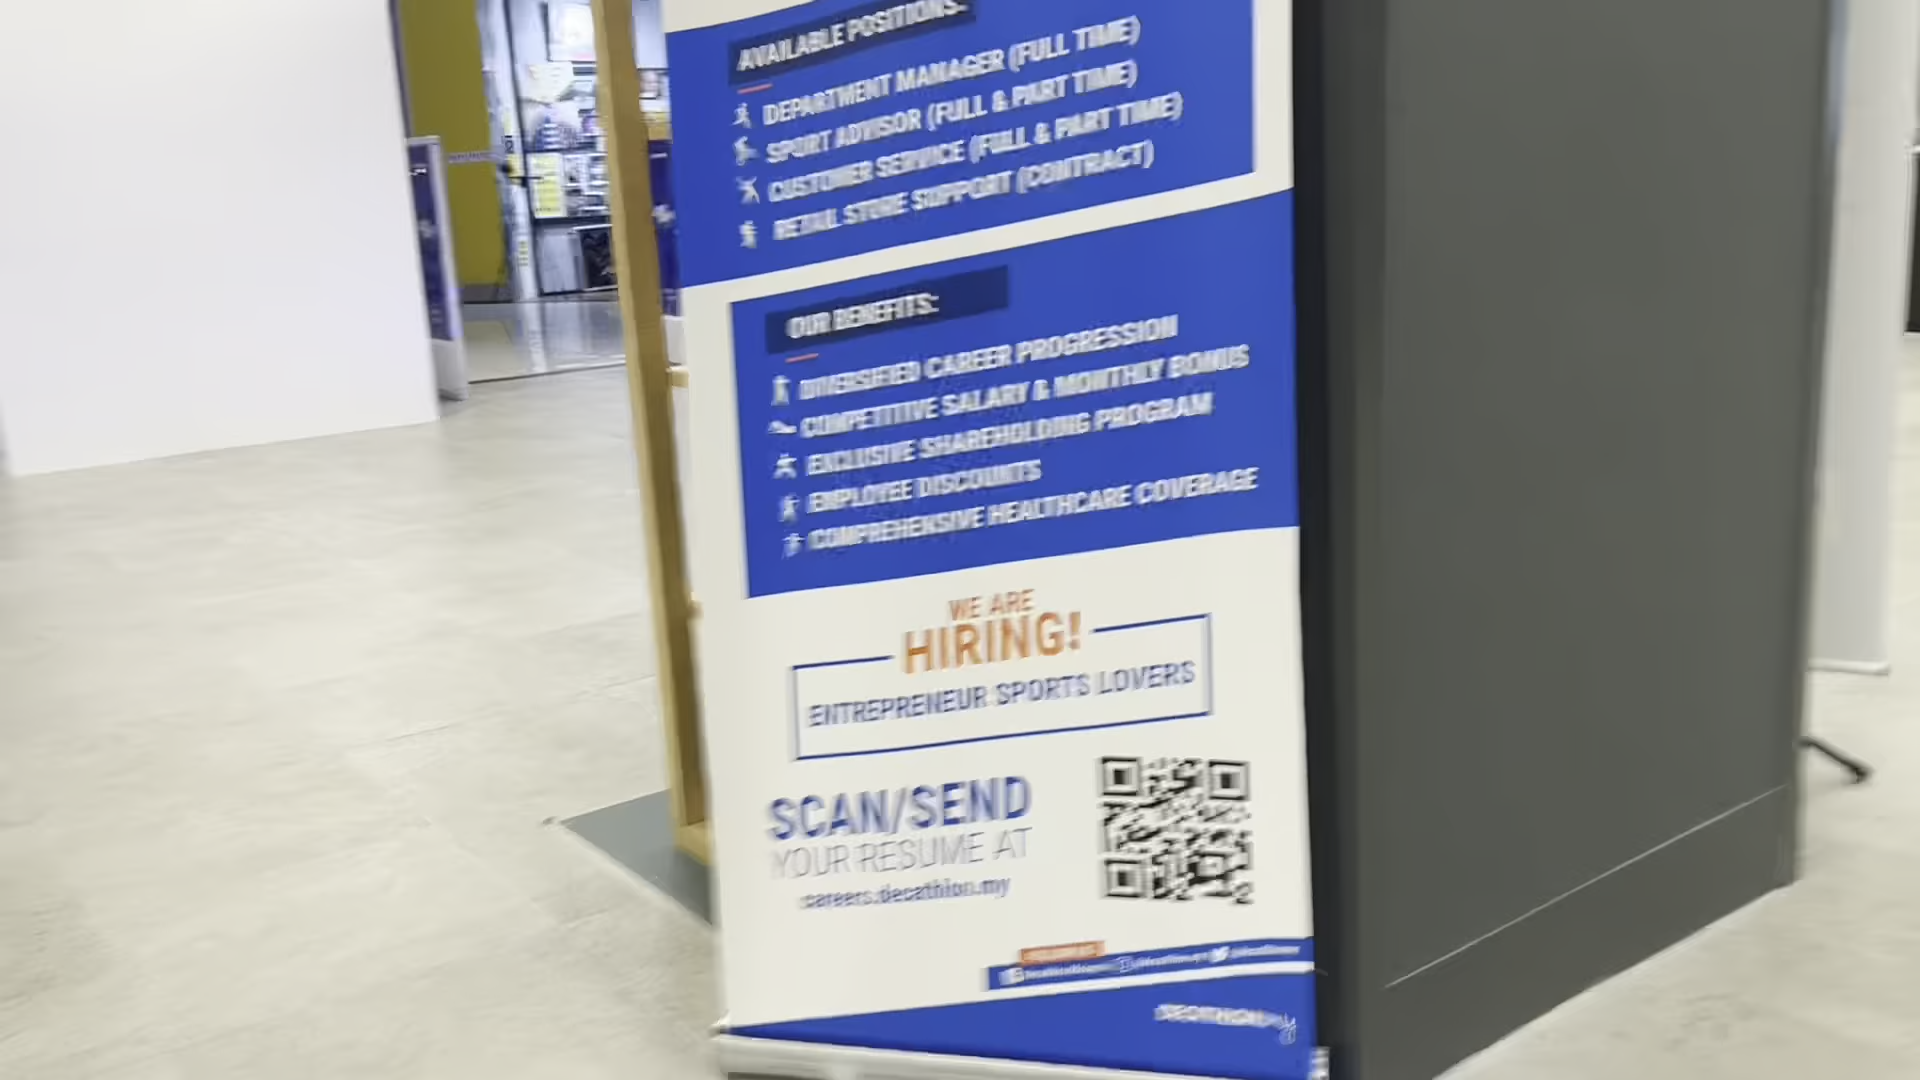 AVAILABLE POSITIONS:
DEPARTMENT MANAGER (FULL TIME)
SPORT ADVISOR (FULL & PART TIME)
CUSTOMER SERVICE (FULL & PART TIME)
RETAIL STORE SUPPORT (CONTRACT)
OUR BENEFITS:
DIVERSIFIED CAREER PROGRESSION
COMPETITIVE SALARY & MONTHLY BONUS
EXCLUSIVE SHAREHOLDING PROGRAM
EMPLOYEE DISCOUNTS
COMPREHENSIVE HEALTHCARE COVERAGE
WE ARE
HIRING!
ENTREPRENEUR SPORTS LOVERS
SCAN/SEND
YOUR RESUME AT
careers.decathlon.my
DECATHLON